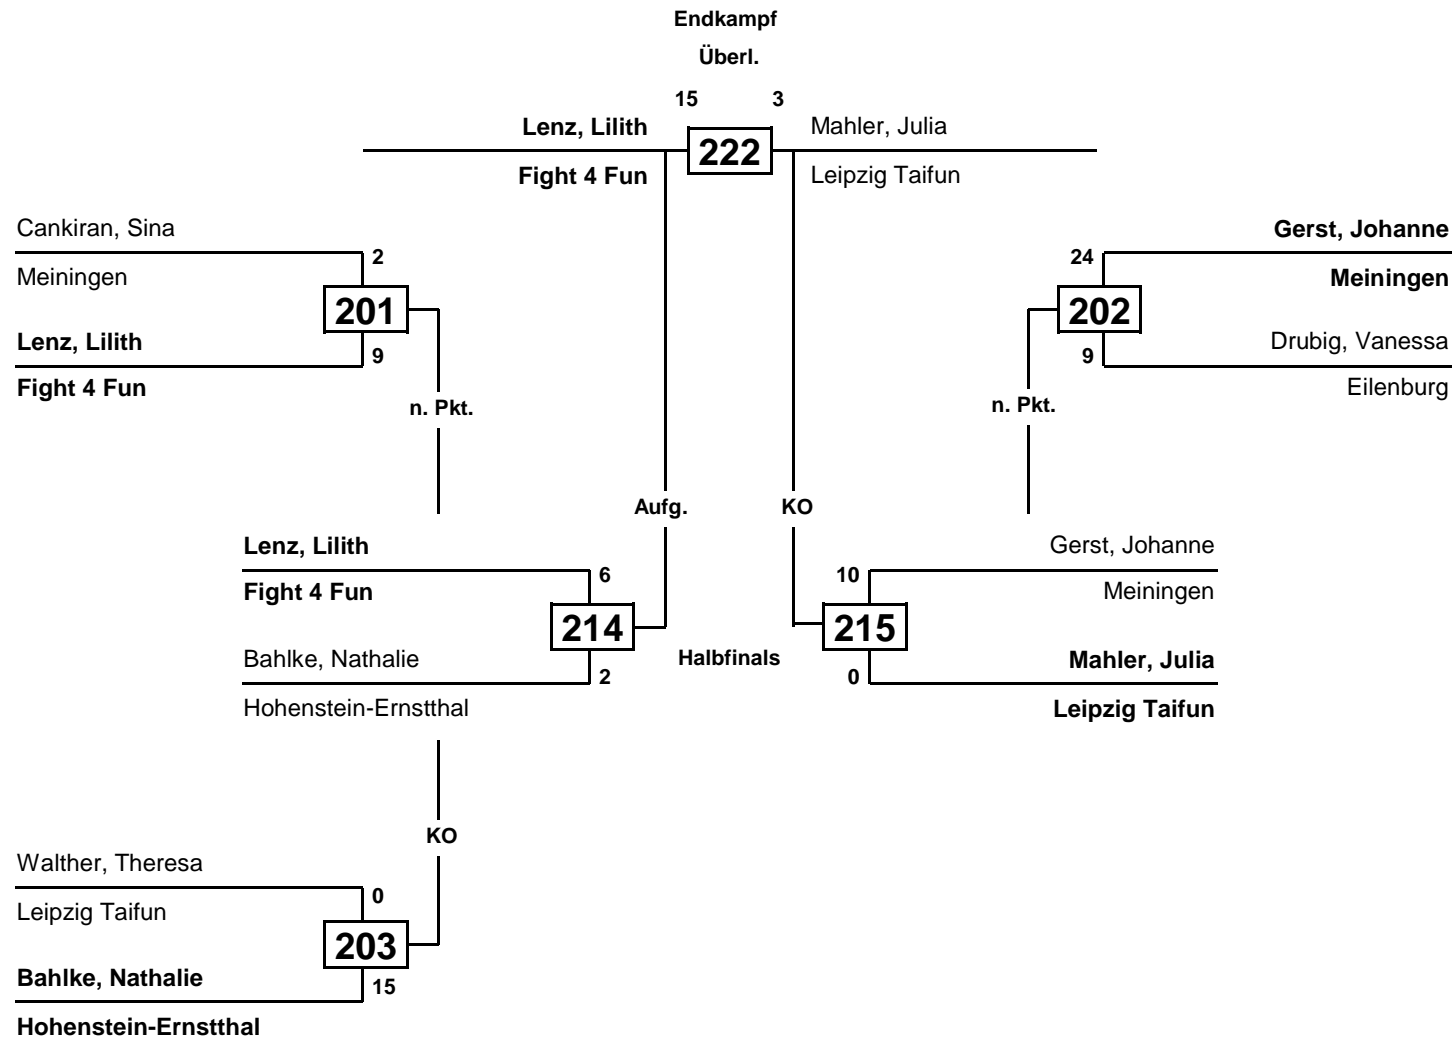 Endkampf
Überl.
15 3
Lenz, Lilith
222
Mahler, Julia
Fight 4 Fun
Leipzig Taifun
Cankiran, Sina
2
Meiningen
201
Lenz, Lilith
9
Fight 4 Fun
n. Pkt.
Gerst, Johanne
24
Meiningen
202
Drubig, Vanessa
9
Eilenburg
n. Pkt.
Aufg.
KO
Lenz, Lilith
6
Fight 4 Fun
214
Bahlke, Nathalie
2
Hohenstein-Ernstthal
Halbfinals
Gerst, Johanne
10
Meiningen
215
Mahler, Julia
0
Leipzig Taifun
KO
Walther, Theresa
0
Leipzig Taifun
203
Bahlke, Nathalie
15
Hohenstein-Ernstthal